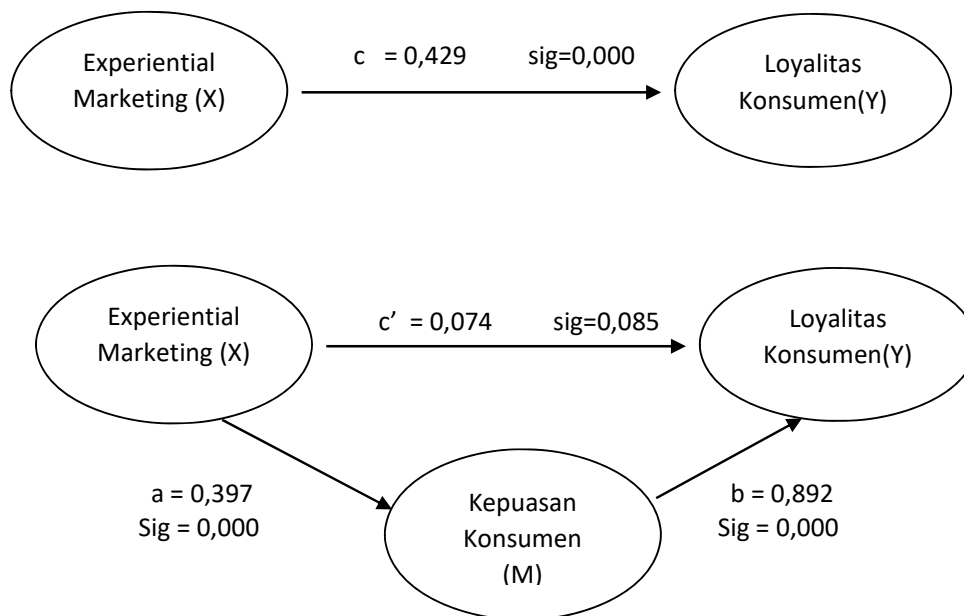 Experiential
Marketing (X)
c = 0,429 sig=0,000
Loyalitas
Konsumen(Y)
Experiential
Marketing (X)
c’ = 0,074 sig=0,085
Loyalitas
Konsumen(Y)
a = 0,397
Sig = 0,000
Kepuasan
Konsumen
(M)
b = 0,892
Sig = 0,000